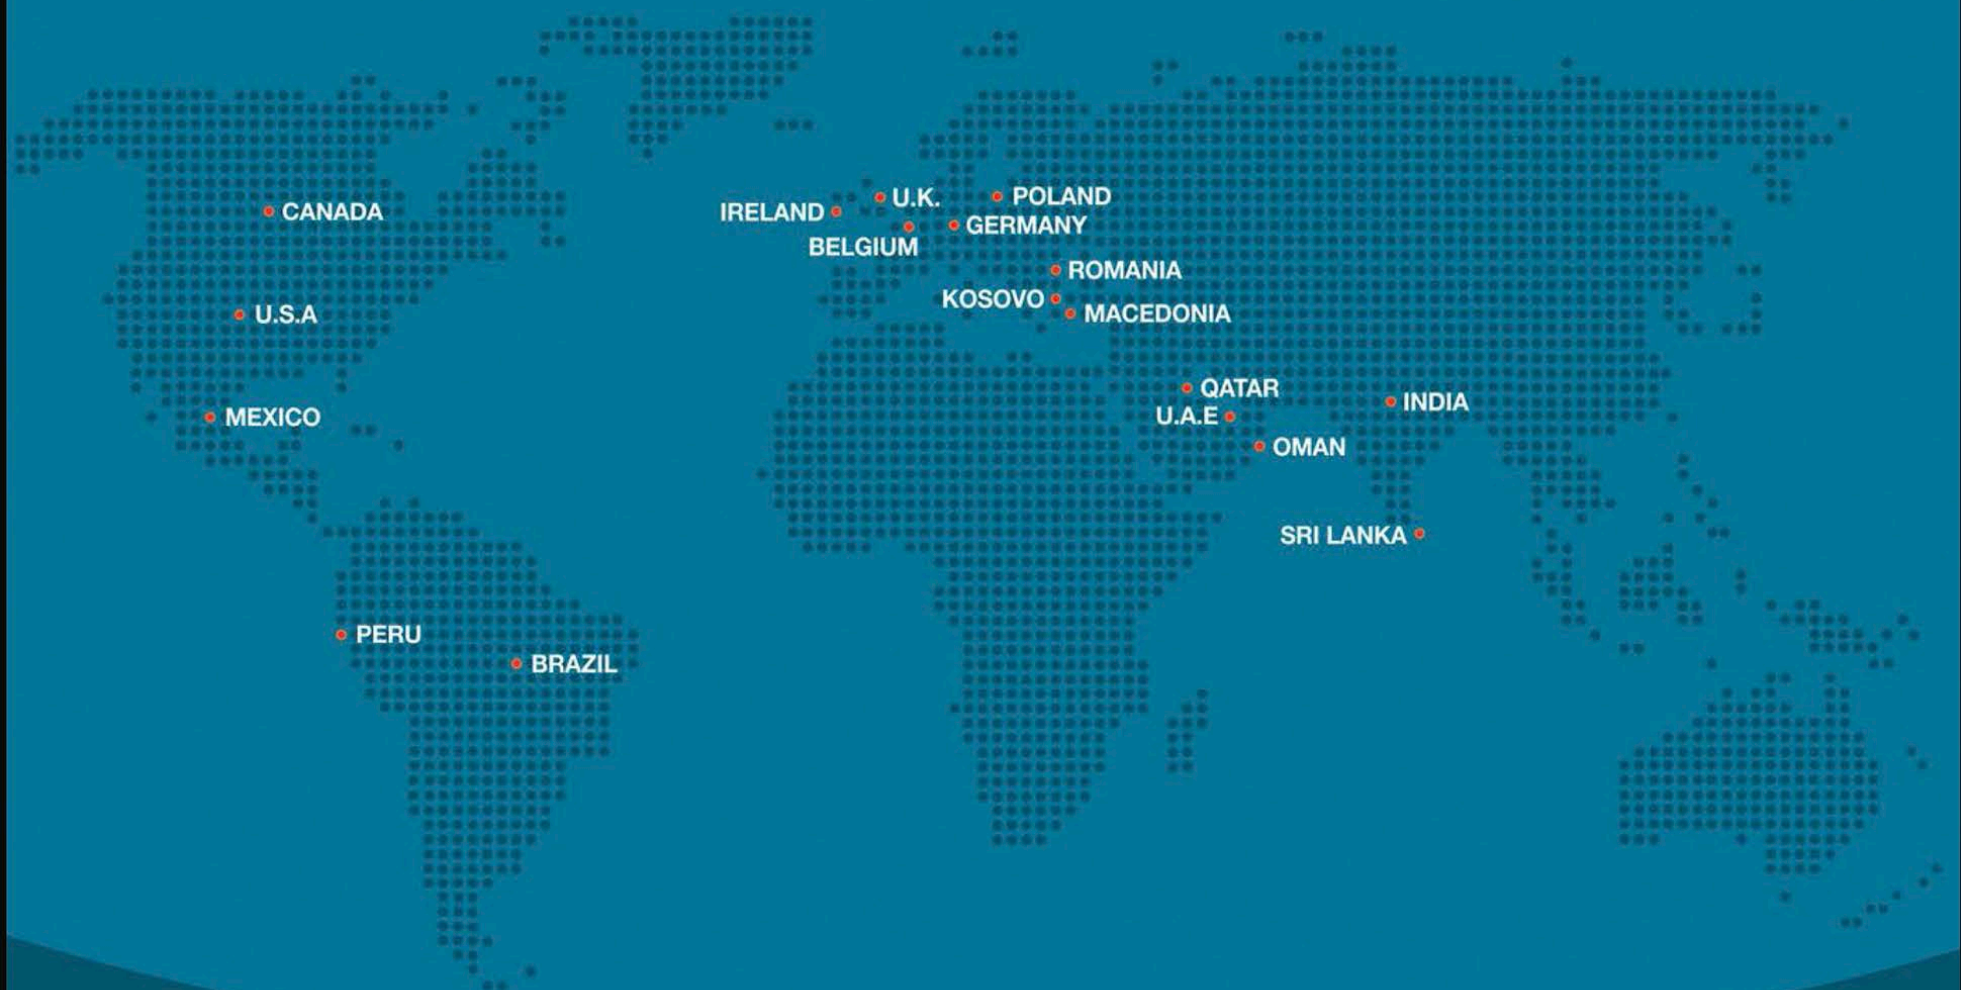 U.K.
POLAND
CANADA
IRELAND
GERMANY
BELGIUM
ROMANIA
KOSOVO
U.S.A
MACEDONIA
QATAR
INDIA
MEXICO
U.A.E
OMAN
SRI LANKA
PERU
BRAZIL